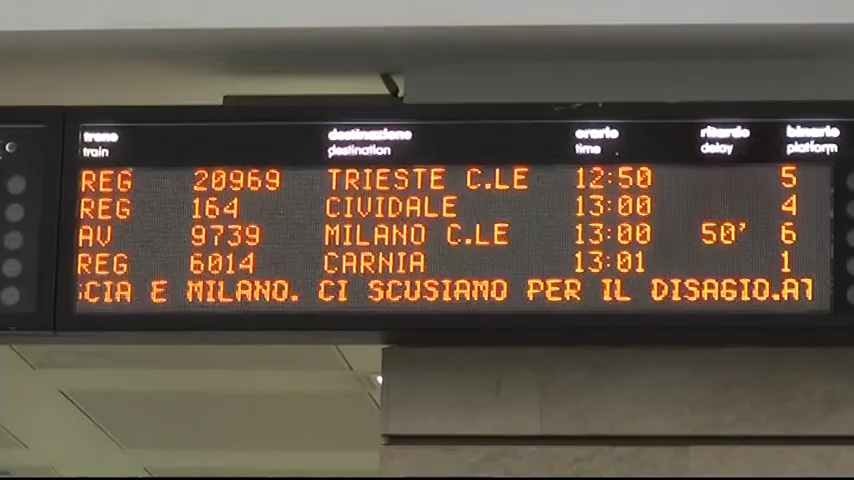 treno destinazione orario ritardo binario
train destination time delay platform
REG 20969 TRIESTE C.LE 12:50 5
REG 164 CIVIDALE 13:00 4
AV 9739 MILANO C.LE 13:00 50' 6
REG 6014 CARNIA 13:01 1
CIA E MILANO. CI SCUSIAMO PER IL DISAGIO.